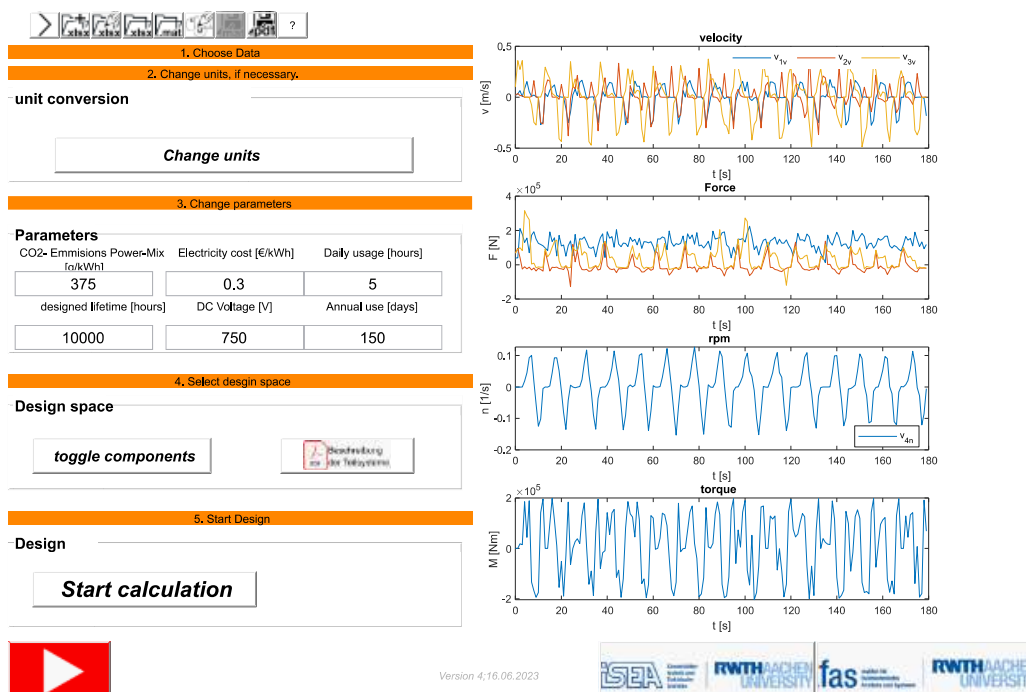 .xlsx .xlsx .xlsx .mat .pdf ?
1. Choose Data
2. Change units, if necessary.
unit conversion
Change units
3. Change parameters
Parameters
CO2- Emmisions Power-Mix [g/kWh] Electricity cost [€/kWh] Daily usage [hours]
375 0.3 5
designed lifetime [hours] DC Voltage [V] Annual use [days]
10000 750 150
4. Select desgin space
Design space
toggle components
Beschreibung
der Teilsysteme
5. Start Design
Design
Start calculation
velocity
v1v v2v v3v
0.5
0
-0.5
v [m/s]
0 20 40 60 80 100 120 140 160 180
t [s]
Force
×10^5
4
2
0
-2
F [N]
0 20 40 60 80 100 120 140 160 180
t [s]
rpm
0.1
0
-0.1
-0.2
n [1/s]
v4n
0 20 40 60 80 100 120 140 160 180
t [s]
torque
×10^5
2
0
-2
M [Nm]
0 20 40 60 80 100 120 140 160 180
t [s]
Version 4;16.06.2023
ISEA
RWTH AACHEN
UNIVERSITY
fas
RWTH AACHE
UNIVERSIT